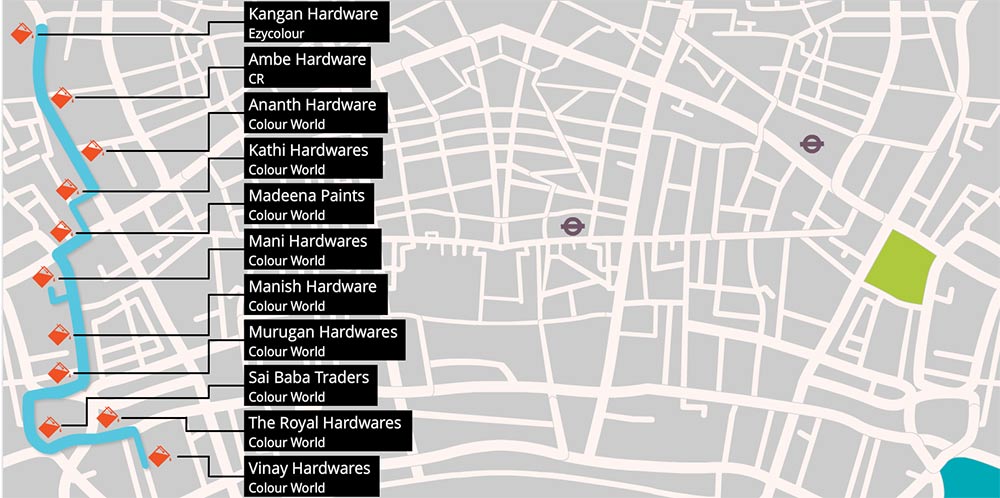 Kangan Hardware
Ezycolour
Ambe Hardware
CR
Ananth Hardware
Colour World
Kathi Hardwares
Colour World
Madeena Paints
Colour World
Mani Hardwares
Colour World
Manish Hardware
Colour World
Murugan Hardwares
Colour World
Sai Baba Traders
Colour World
The Royal Hardwares
Colour World
Vinay Hardwares
Colour World